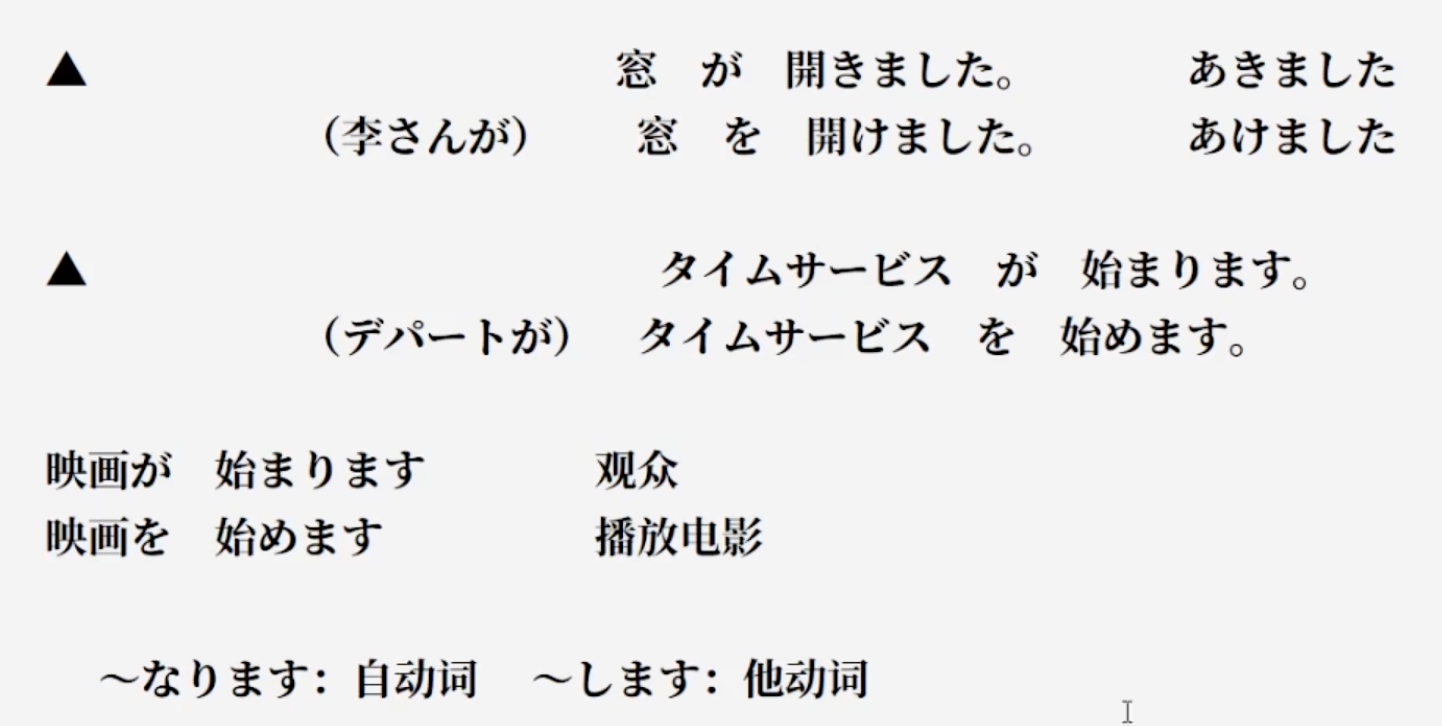 ▲ 窓 が 開きました。 あきました
（李さんが） 窓 を 開けました。 あけました
▲ タイムサービス が 始まります。
（デパートが） タイムサービス を 始めます。
映画が 始まります 观众
映画を 始めます 播放电影
～なります：自动词 ～します：他动词